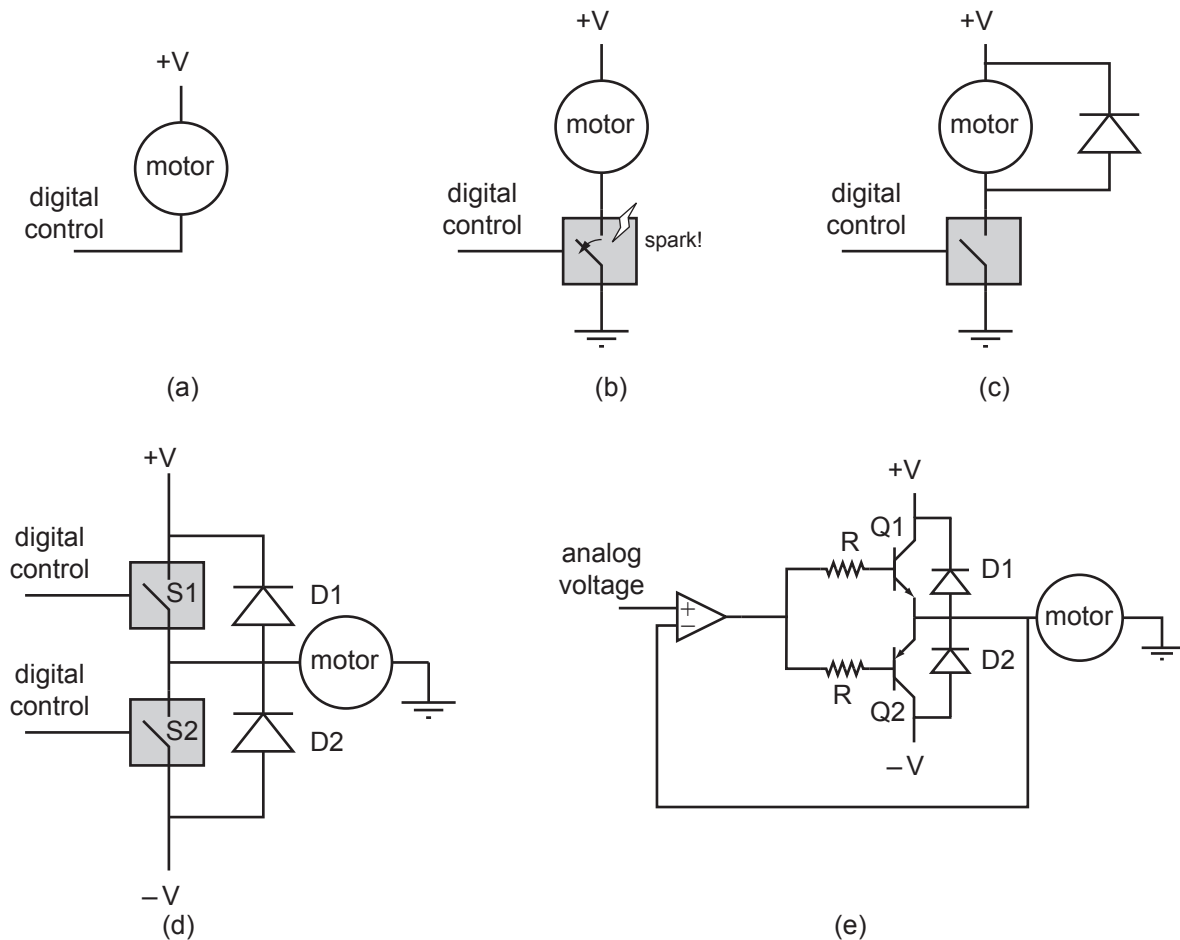 +V
motor
digital
control
(a)
+V
motor
digital
control
spark!
(b)
+V
motor
digital
control
(c)
+V
digital
control
S1
D1
motor
digital
control
S2
D2
–V
(d)
+V
Q1
R
analog
voltage
D1
+
−
motor
D2
R
Q2
–V
(e)